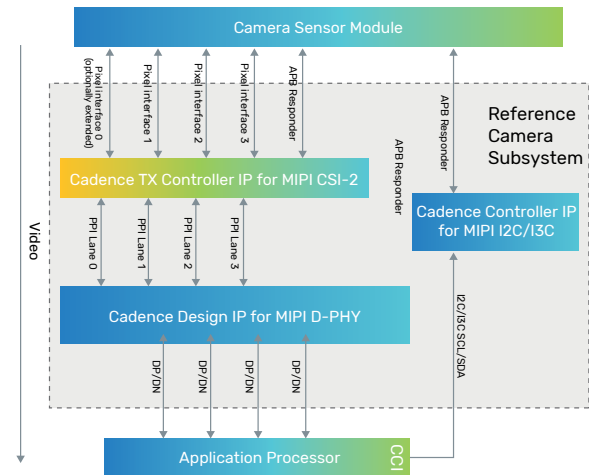 Camera Sensor Module
Pixel interface 0
(optionally extended)
Pixel interface 1
Pixel interface 2
Pixel interface 3
APB Responder
APB Responder
APB Responder
Reference
Camera
Subsystem
Cadence TX Controller IP for MIPI CSI-2
Cadence Controller IP
for MIPI I2C/I3C
Video
PPI Lane 0
PPI Lane 1
PPI Lane 2
PPI Lane 3
Cadence Design IP for MIPI D-PHY
I2C/I3C SCL/SDA
DP/DN
DP/DN
DP/DN
DP/DN
Application Processor
CCI